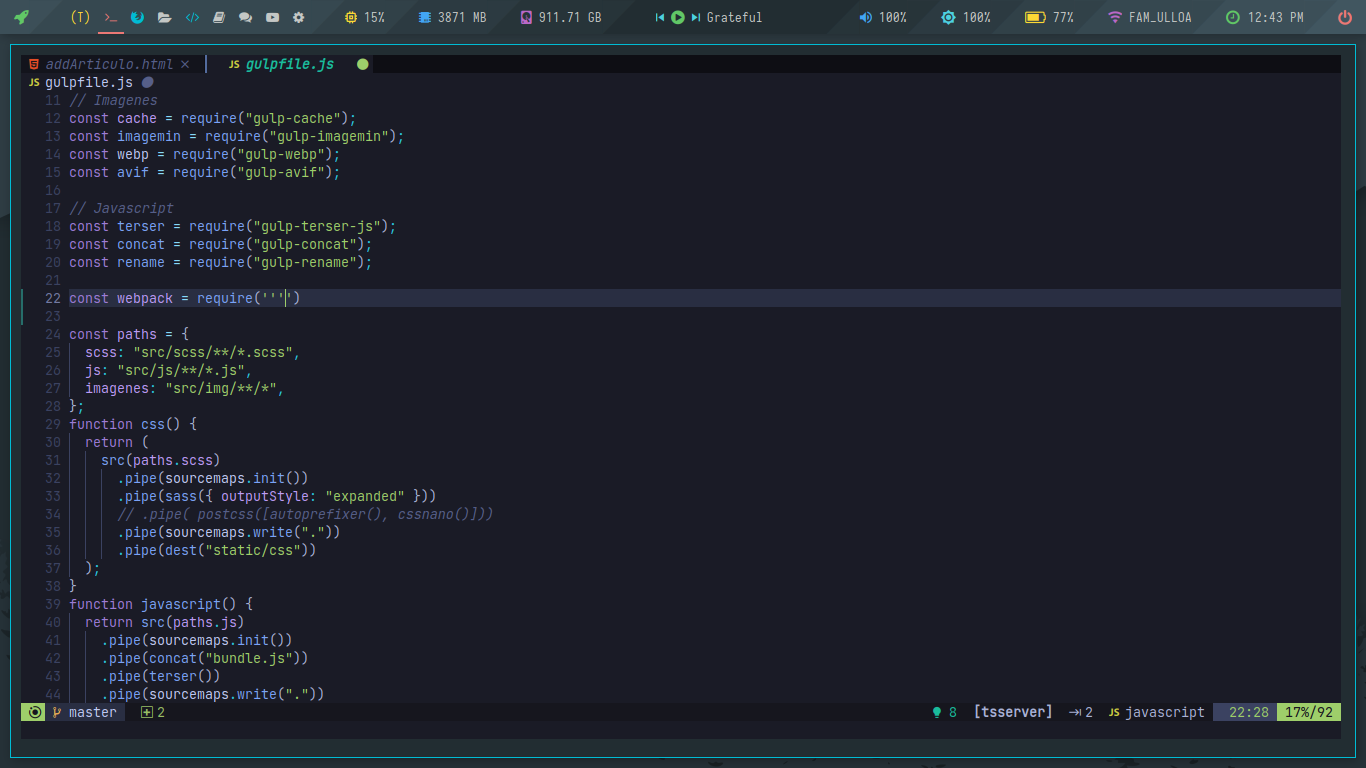 (T) >_ </> 15% 3871 MB 911.71 GB Grateful 100% 100% 77% FAM_ULLOA 12:43 PM
addArticulo.html × JS gulpfile.js
JS gulpfile.js
11 // Imagenes
12 const cache = require("gulp-cache");
13 const imagemin = require("gulp-imagemin");
14 const webp = require("gulp-webp");
15 const avif = require("gulp-avif");
16
17 // Javascript
18 const terser = require("gulp-terser-js");
19 const concat = require("gulp-concat");
20 const rename = require("gulp-rename");
21
22 const webpack = require('''')
23
24 const paths = {
25   scss: "src/scss/**/*.scss",
26   js: "src/js/**/*.js",
27   imagenes: "src/img/**/*",
28 };
29 function css() {
30   return (
31     src(paths.scss)
32       .pipe(sourcemaps.init())
33       .pipe(sass({ outputStyle: "expanded" }))
34       // .pipe( postcss([autoprefixer(), cssnano()]))
35       .pipe(sourcemaps.write("."))
36       .pipe(dest("static/css"))
37   );
38 }
39 function javascript() {
40   return src(paths.js)
41     .pipe(sourcemaps.init())
42     .pipe(concat("bundle.js"))
43     .pipe(terser())
44     .pipe(sourcemaps.write("."))
master 2 8 [tsserver] 2 JS javascript 22:28 17%/92